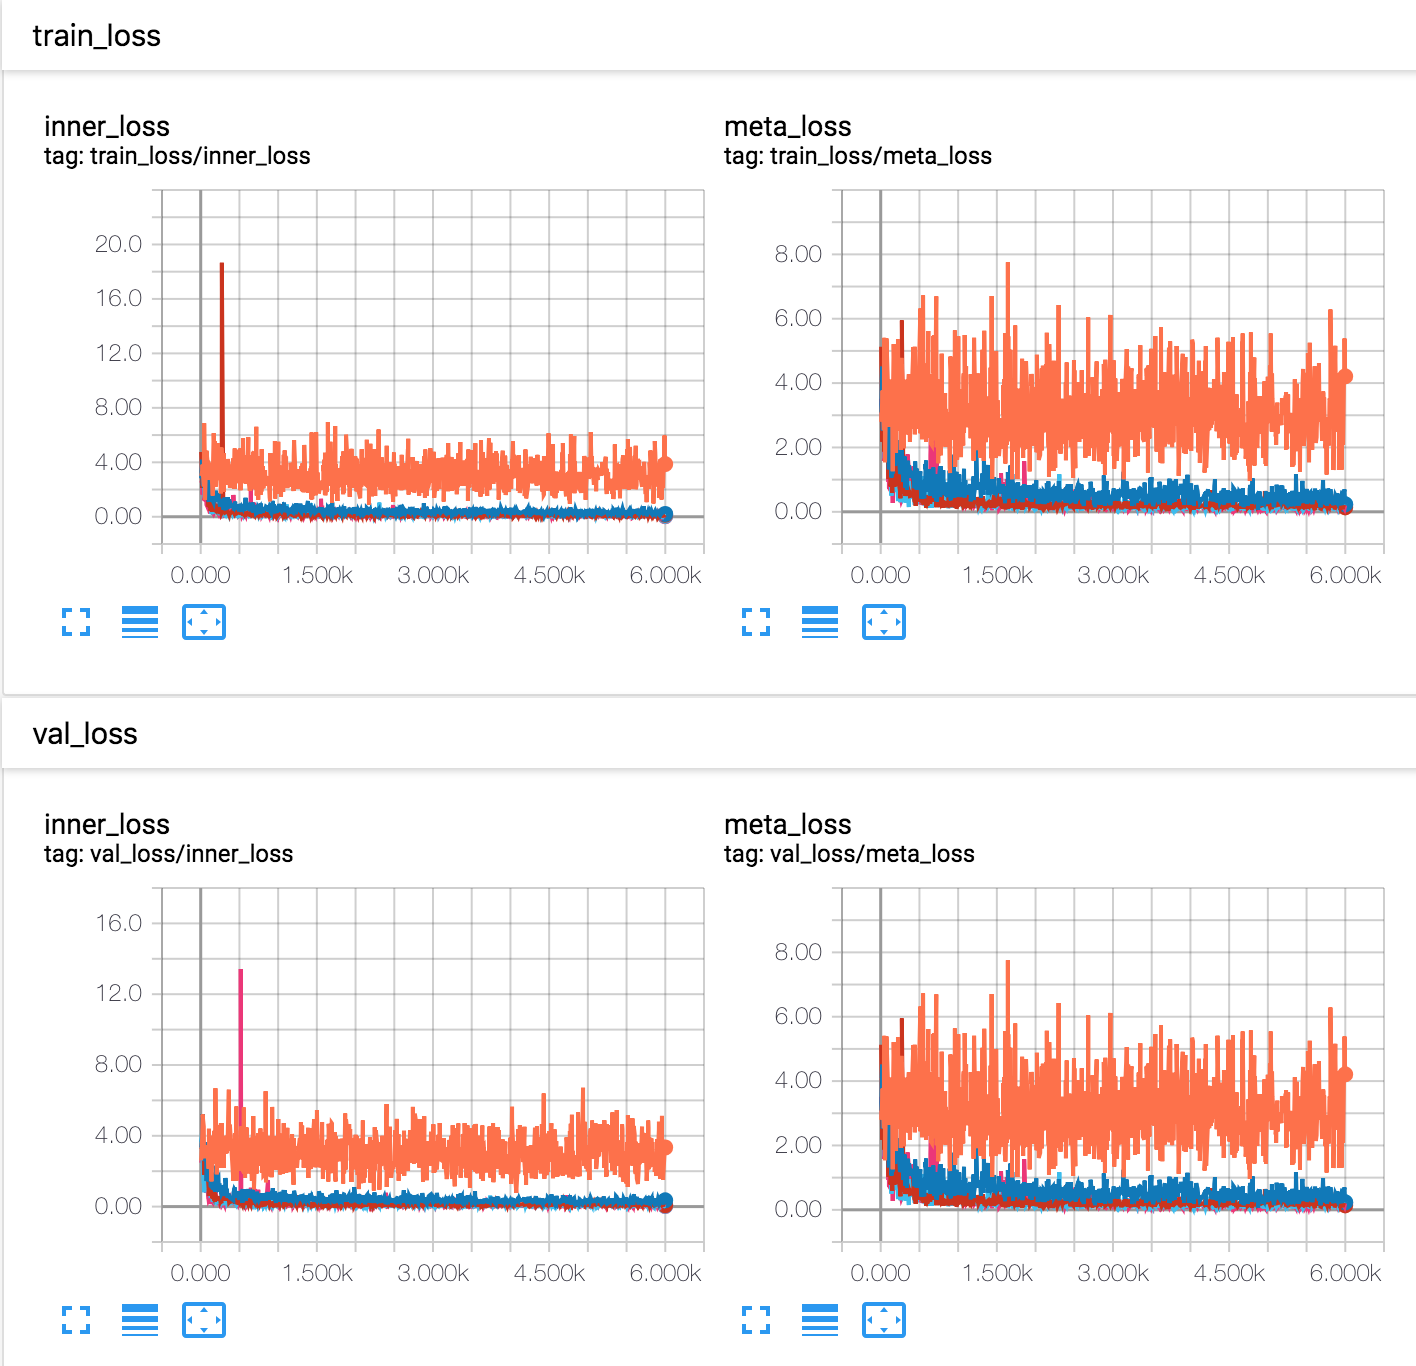 train_loss
inner_loss
tag: train_loss/inner_loss
20.0
16.0
12.0
8.00
4.00
0.00
0.000 1.500k 3.000k 4.500k 6.000k
meta_loss
tag: train_loss/meta_loss
8.00
6.00
4.00
2.00
0.00
0.000 1.500k 3.000k 4.500k 6.000k
val_loss
inner_loss
tag: val_loss/inner_loss
16.0
12.0
8.00
4.00
0.00
0.000 1.500k 3.000k 4.500k 6.000k
meta_loss
tag: val_loss/meta_loss
8.00
6.00
4.00
2.00
0.00
0.000 1.500k 3.000k 4.500k 6.000k